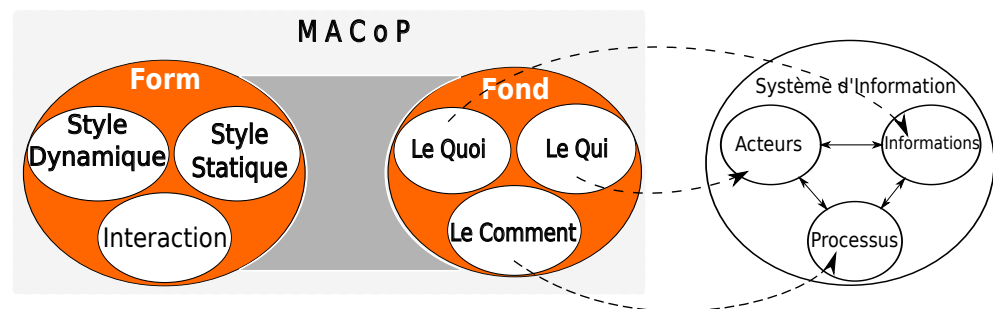 MACoP
Form
Style
Dynamique
Style
Statique
Interaction
Fond
Le Quoi
Le Qui
Le Comment
Système d'Information
Acteurs
Informations
Processus